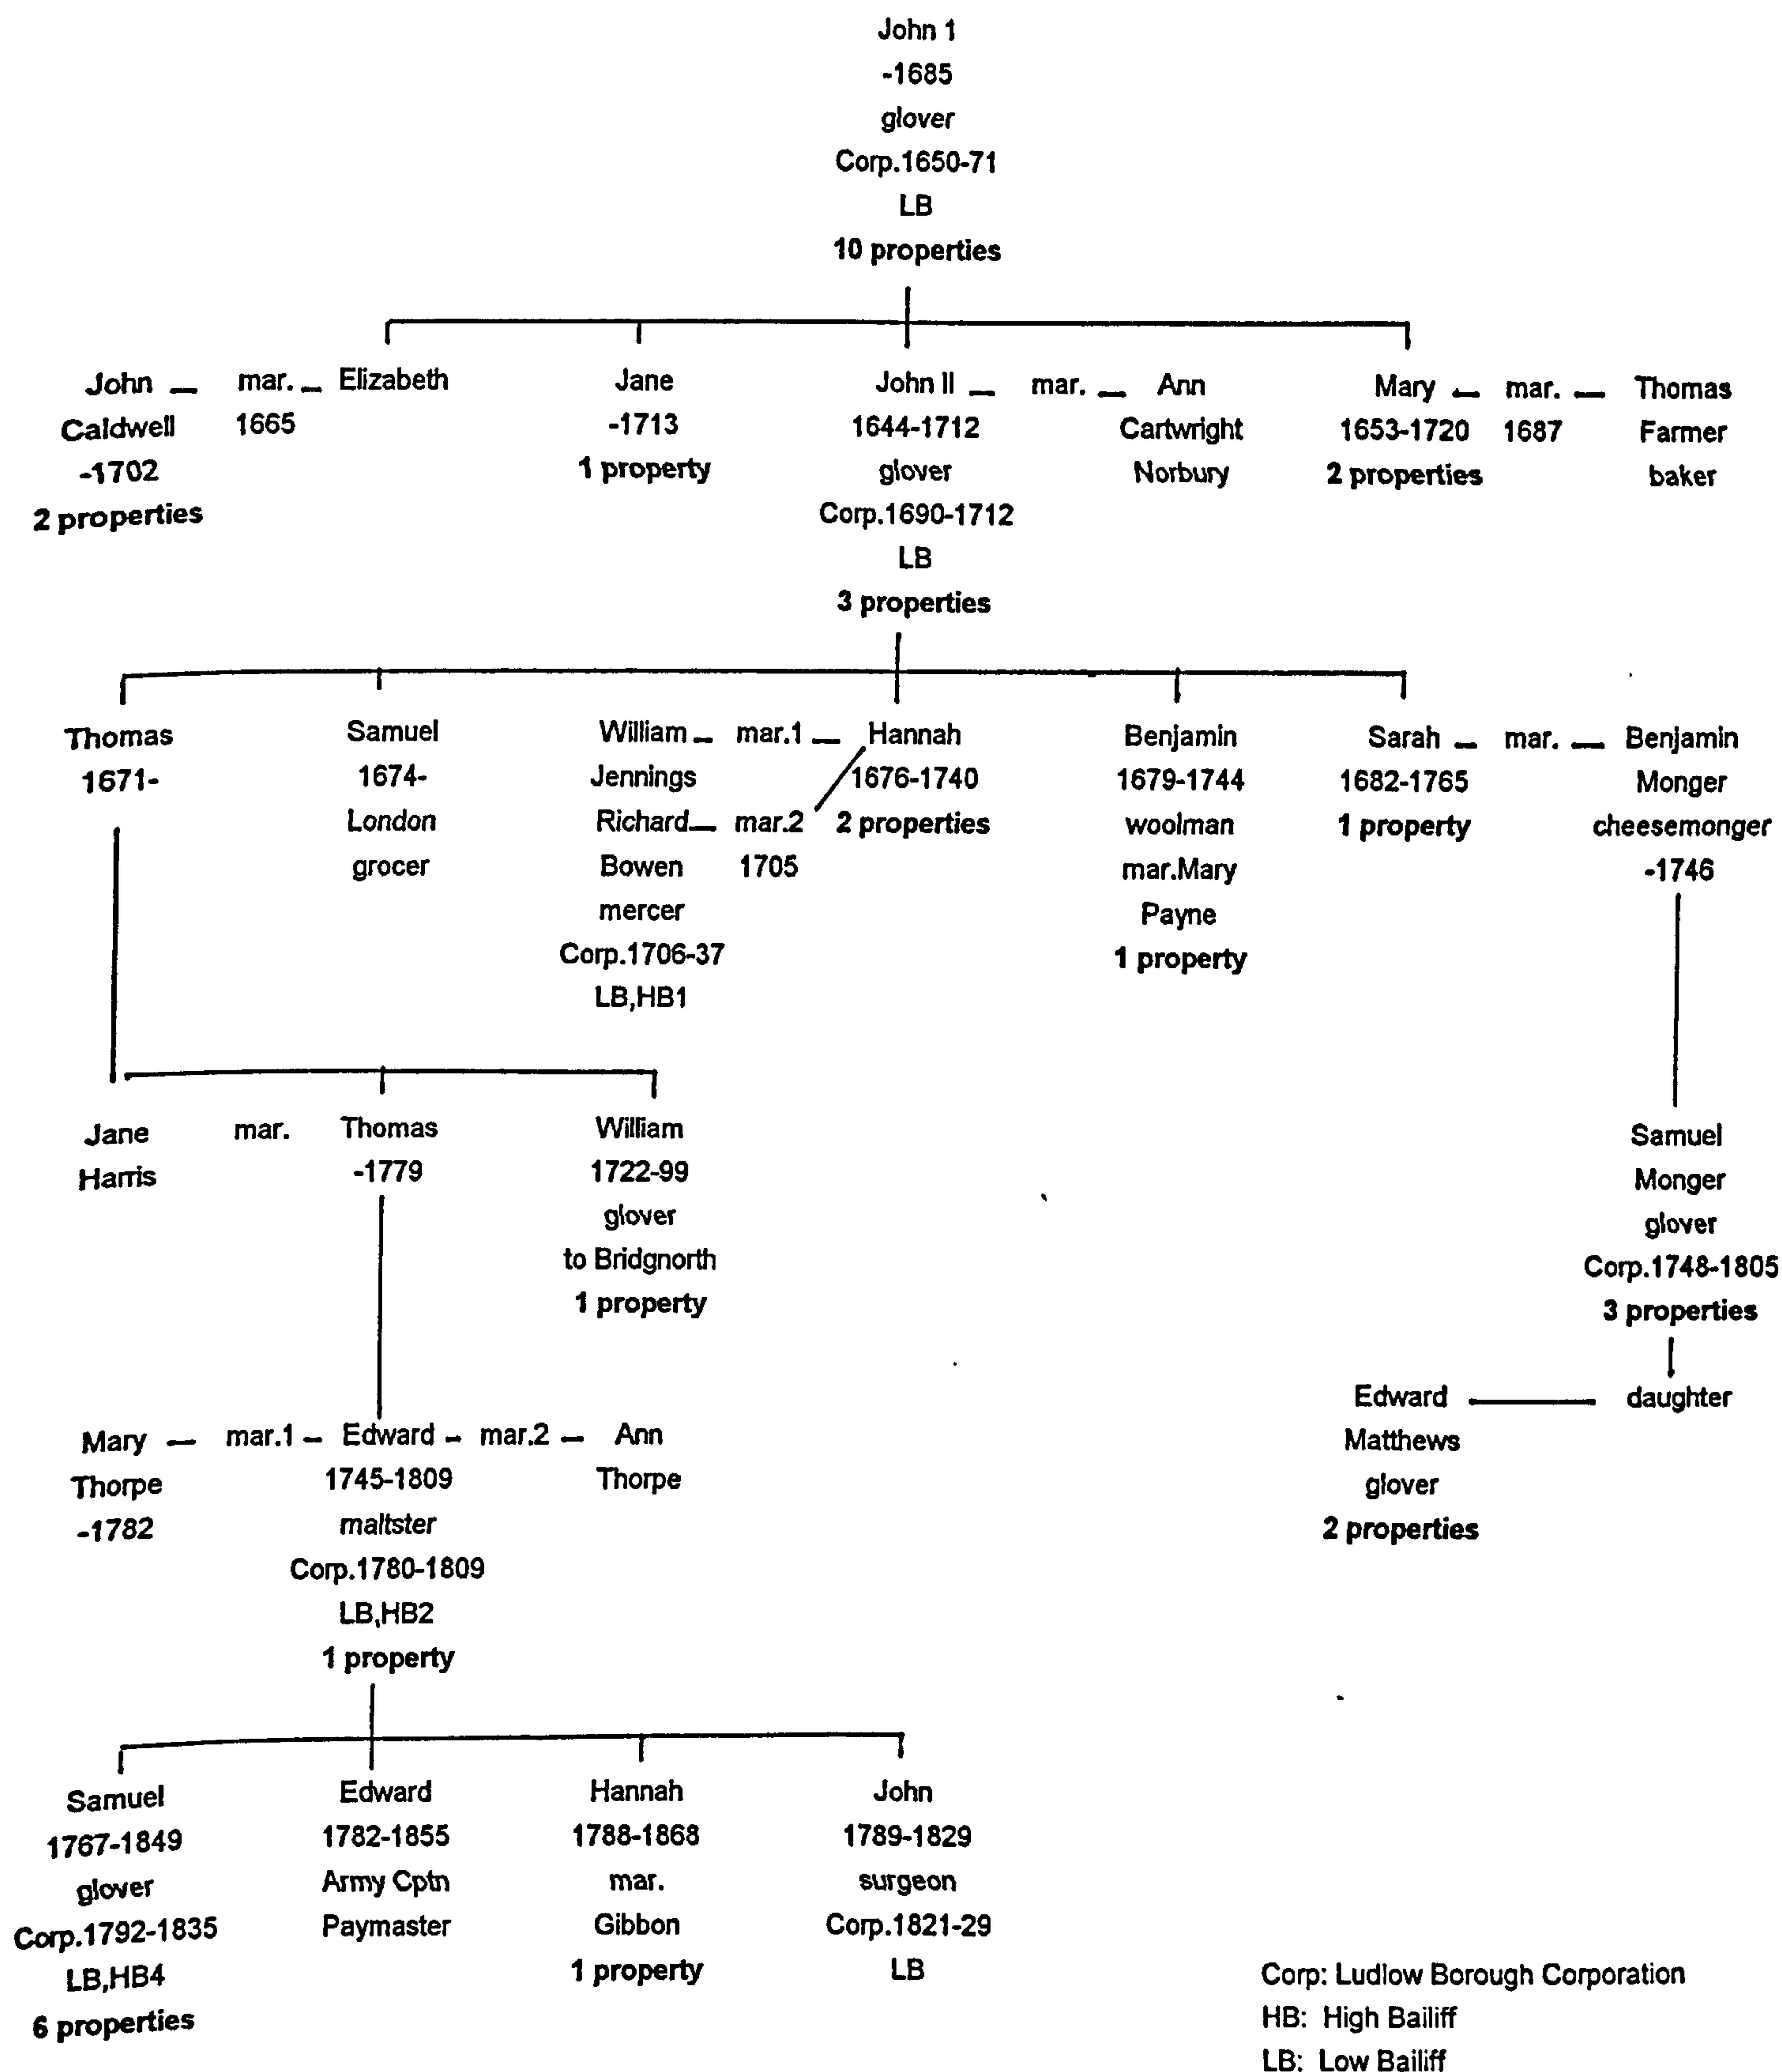 John 1
-1685
glover
Corp.1650-71
LB
10 properties
John mar. Elizabeth
Caldwell 1665
-1702
2 properties
Jane
-1713
1 property
John II mar. Ann
1644-1712 Cartwright
glover Norbury
Corp.1690-1712
LB
3 properties
Mary mar. Thomas
1653-1720 1687 Farmer
2 properties baker
Thomas
1671-
Samuel
1674-
London
grocer
William mar.1 Hannah
Jennings 1676-1740
Richard mar.2 2 properties
Bowen 1705
mercer
Corp.1706-37
LB,HB1
Benjamin
1679-1744
woolman
mar.Mary
Payne
1 property
Sarah mar. Benjamin
1682-1765 Monger
1 property cheesemonger
-1746
Jane mar. Thomas
Harris -1779
William
1722-99
glover
to Bridgnorth
1 property
Samuel
Monger
glover
Corp.1748-1805
3 properties
Edward daughter
Matthews
glover
2 properties
Mary mar.1 Edward mar.2 Ann
Thorpe 1745-1809 Thorpe
-1782 maltster
Corp.1780-1809
LB,HB2
1 property
Samuel
1767-1849
glover
Corp.1792-1835
LB,HB4
6 properties
Edward
1782-1855
Army Cptn
Paymaster
Hannah
1788-1868
mar.
Gibbon
1 property
John
1789-1829
surgeon
Corp.1821-29
LB
Corp: Ludlow Borough Corporation
HB: High Bailiff
LB: Low Bailiff